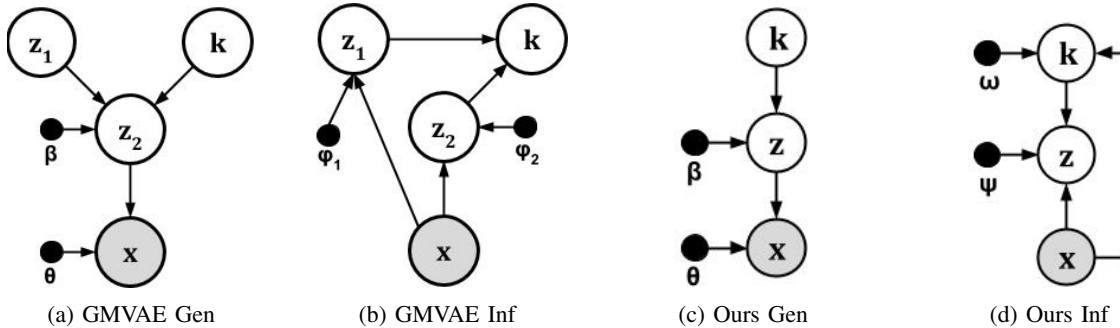 z₁ k
β z₂
θ x
(a) GMVAE Gen
z₁ k
φ₁ z₂ φ₂
x
(b) GMVAE Inf
k
β z
θ x
(c) Ours Gen
ω k
ψ z
x
(d) Ours Inf